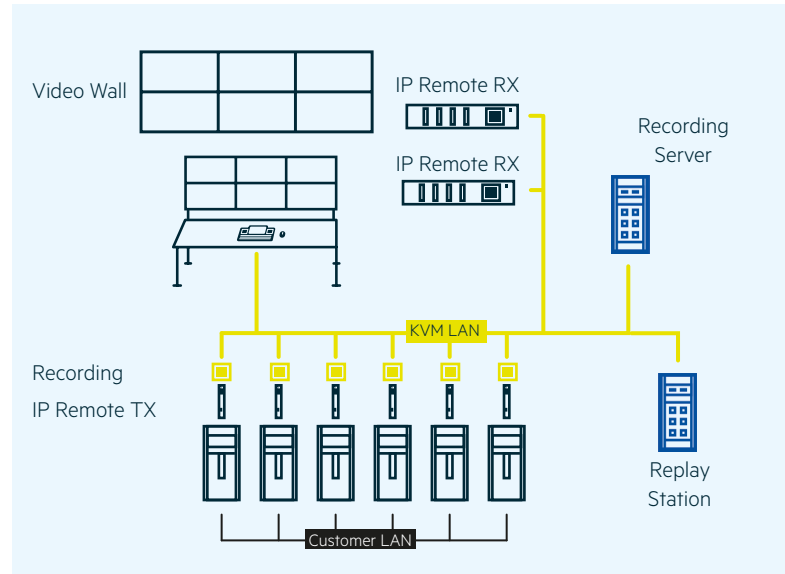 Video Wall
IP Remote RX
IP Remote RX
Recording
Server
KVM LAN
Recording
IP Remote TX
Replay
Station
Customer LAN